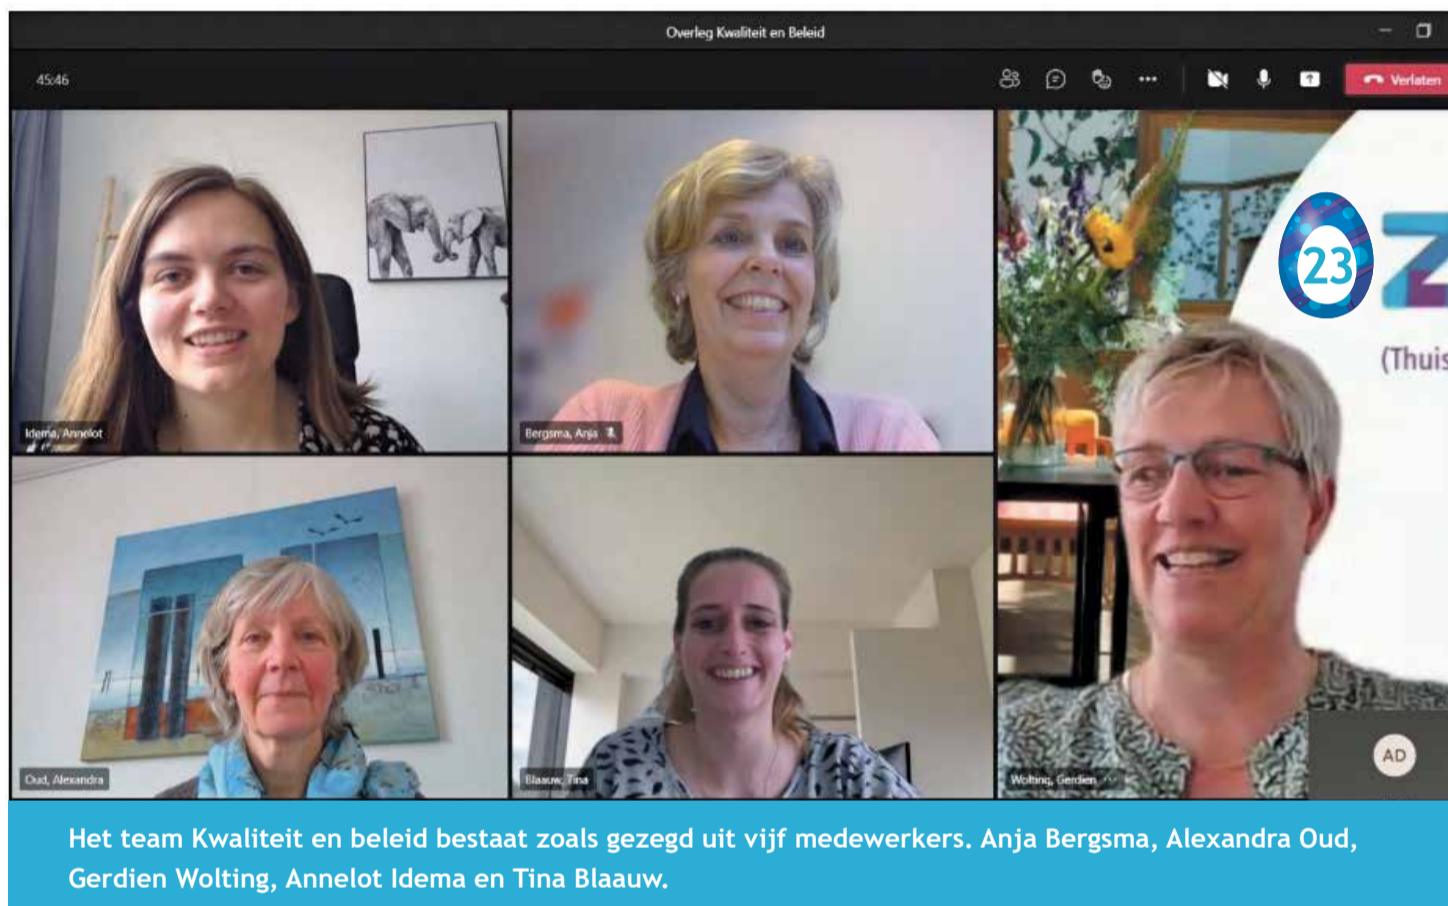 Overleg Kwaliteit en Beleid
45:46
Verlaten
Idema, Annelot
Bergsma, Anja
23
Z
(Thuis
Oud, Alexandra
Blaauw, Tina
Wolting, Gerdien
AD
Het team Kwaliteit en beleid bestaat zoals gezegd uit vijf medewerkers. Anja Bergsma, Alexandra Oud,
Gerdien Wolting, Annelot Idema en Tina Blaauw.